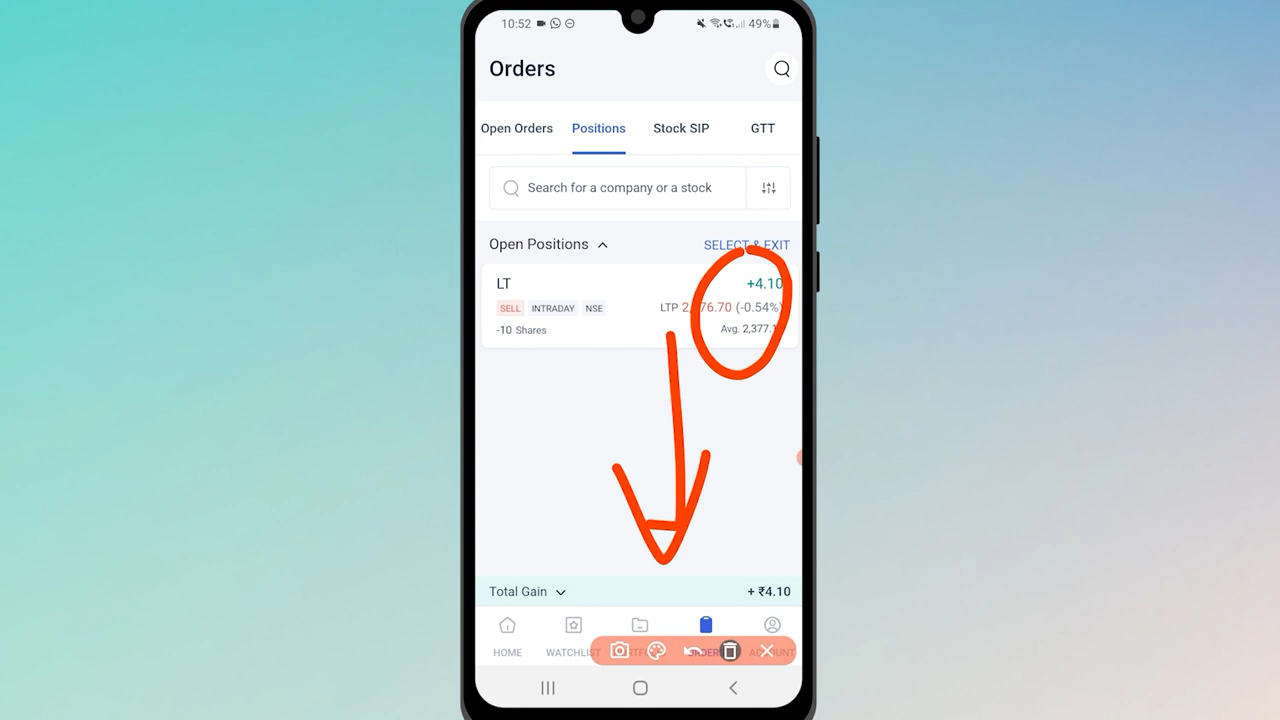 10:52 49%
Orders
Open Orders Positions Stock SIP GTT
Search for a company or a stock
Open Positions SELECT & EXIT
LT +4.10
SELL INTRADAY NSE LTP (-0.54%)
-10 Shares Avg.
Total Gain + ₹4.10
HOME